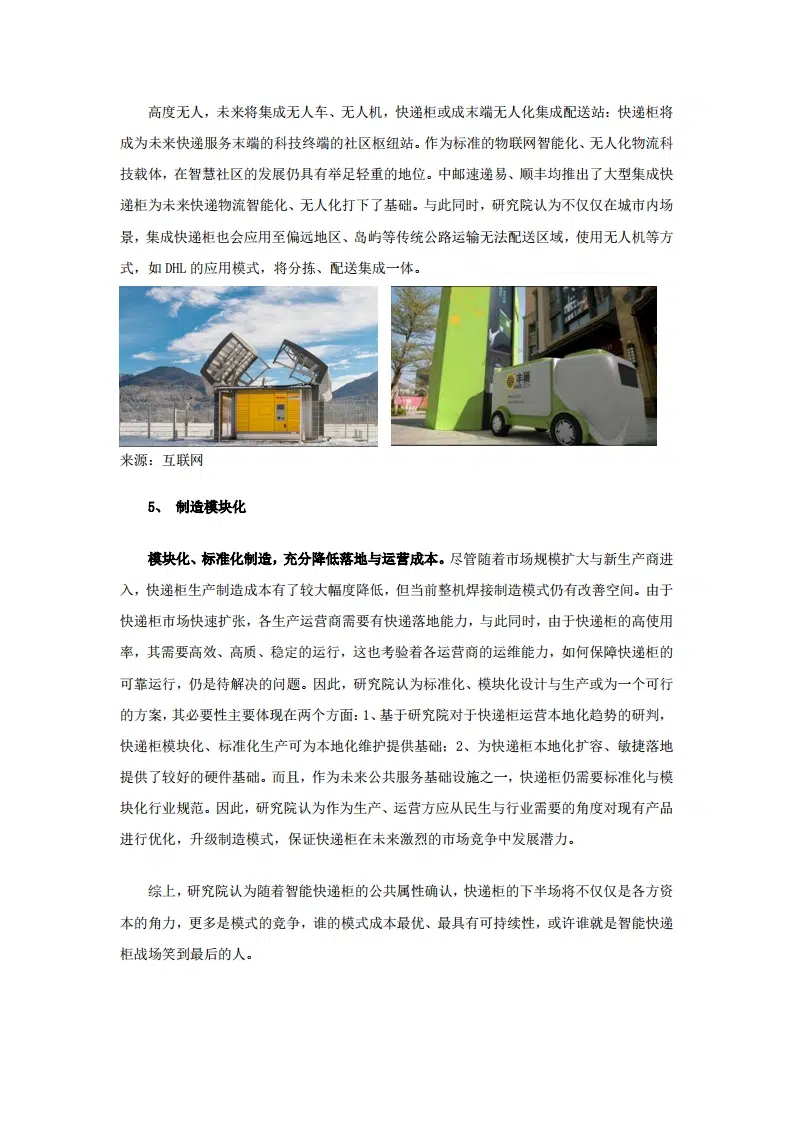 高度无人，未来将集成无人车、无人机，快递柜或成末端无人化集成配送站：快递柜将
成为未来快递服务末端的科技终端的社区枢纽站。作为标准的物联网智能化、无人化物流科
技载体，在智慧社区的发展仍具有举足轻重的地位。中邮速递易、顺丰均推出了大型集成快
递柜为未来快递物流智能化、无人化打下了基础。与此同时，研究院认为不仅仅在城市内场
景，集成快递柜也会应用至偏远地区、岛屿等传统公路运输无法配送区域，使用无人机等方
式，如 DHL 的应用模式，将分拣、配送集成一体。
丰巢
来源：互联网
5、 制造模块化
模块化、标准化制造，充分降低落地与运营成本。尽管随着市场规模扩大与新生产商进
入，快递柜生产制造成本有了较大幅度降低，但当前整机焊接制造模式仍有改善空间。由于
快递柜市场快速扩张，各生产运营商需要有快递落地能力，与此同时，由于快递柜的高使用
率，其需要高效、高质、稳定的运行，这也考验着各运营商的运维能力，如何保障快递柜的
可靠运行，仍是待解决的问题。因此，研究院认为标准化、模块化设计与生产或为一个可行
的方案，其必要性主要体现在两个方面：1、基于研究院对于快递柜运营本地化趋势的研判，
快递柜模块化、标准化生产可为本地化维护提供基础；2、为快递柜本地化扩容、敏捷落地
提供了较好的硬件基础。而且，作为未来公共服务基础设施之一，快递柜仍需要标准化与模
块化行业规范。因此，研究院认为作为生产、运营方应从民生与行业需要的角度对现有产品
进行优化，升级制造模式，保证快递柜在未来激烈的市场竞争中发展潜力。
综上，研究院认为随着智能快递柜的公共属性确认，快递柜的下半场将不仅仅是各方资
本的角力，更多是模式的竞争，谁的模式成本最优、最具有可持续性，或许谁就是智能快递
柜战场笑到最后的人。